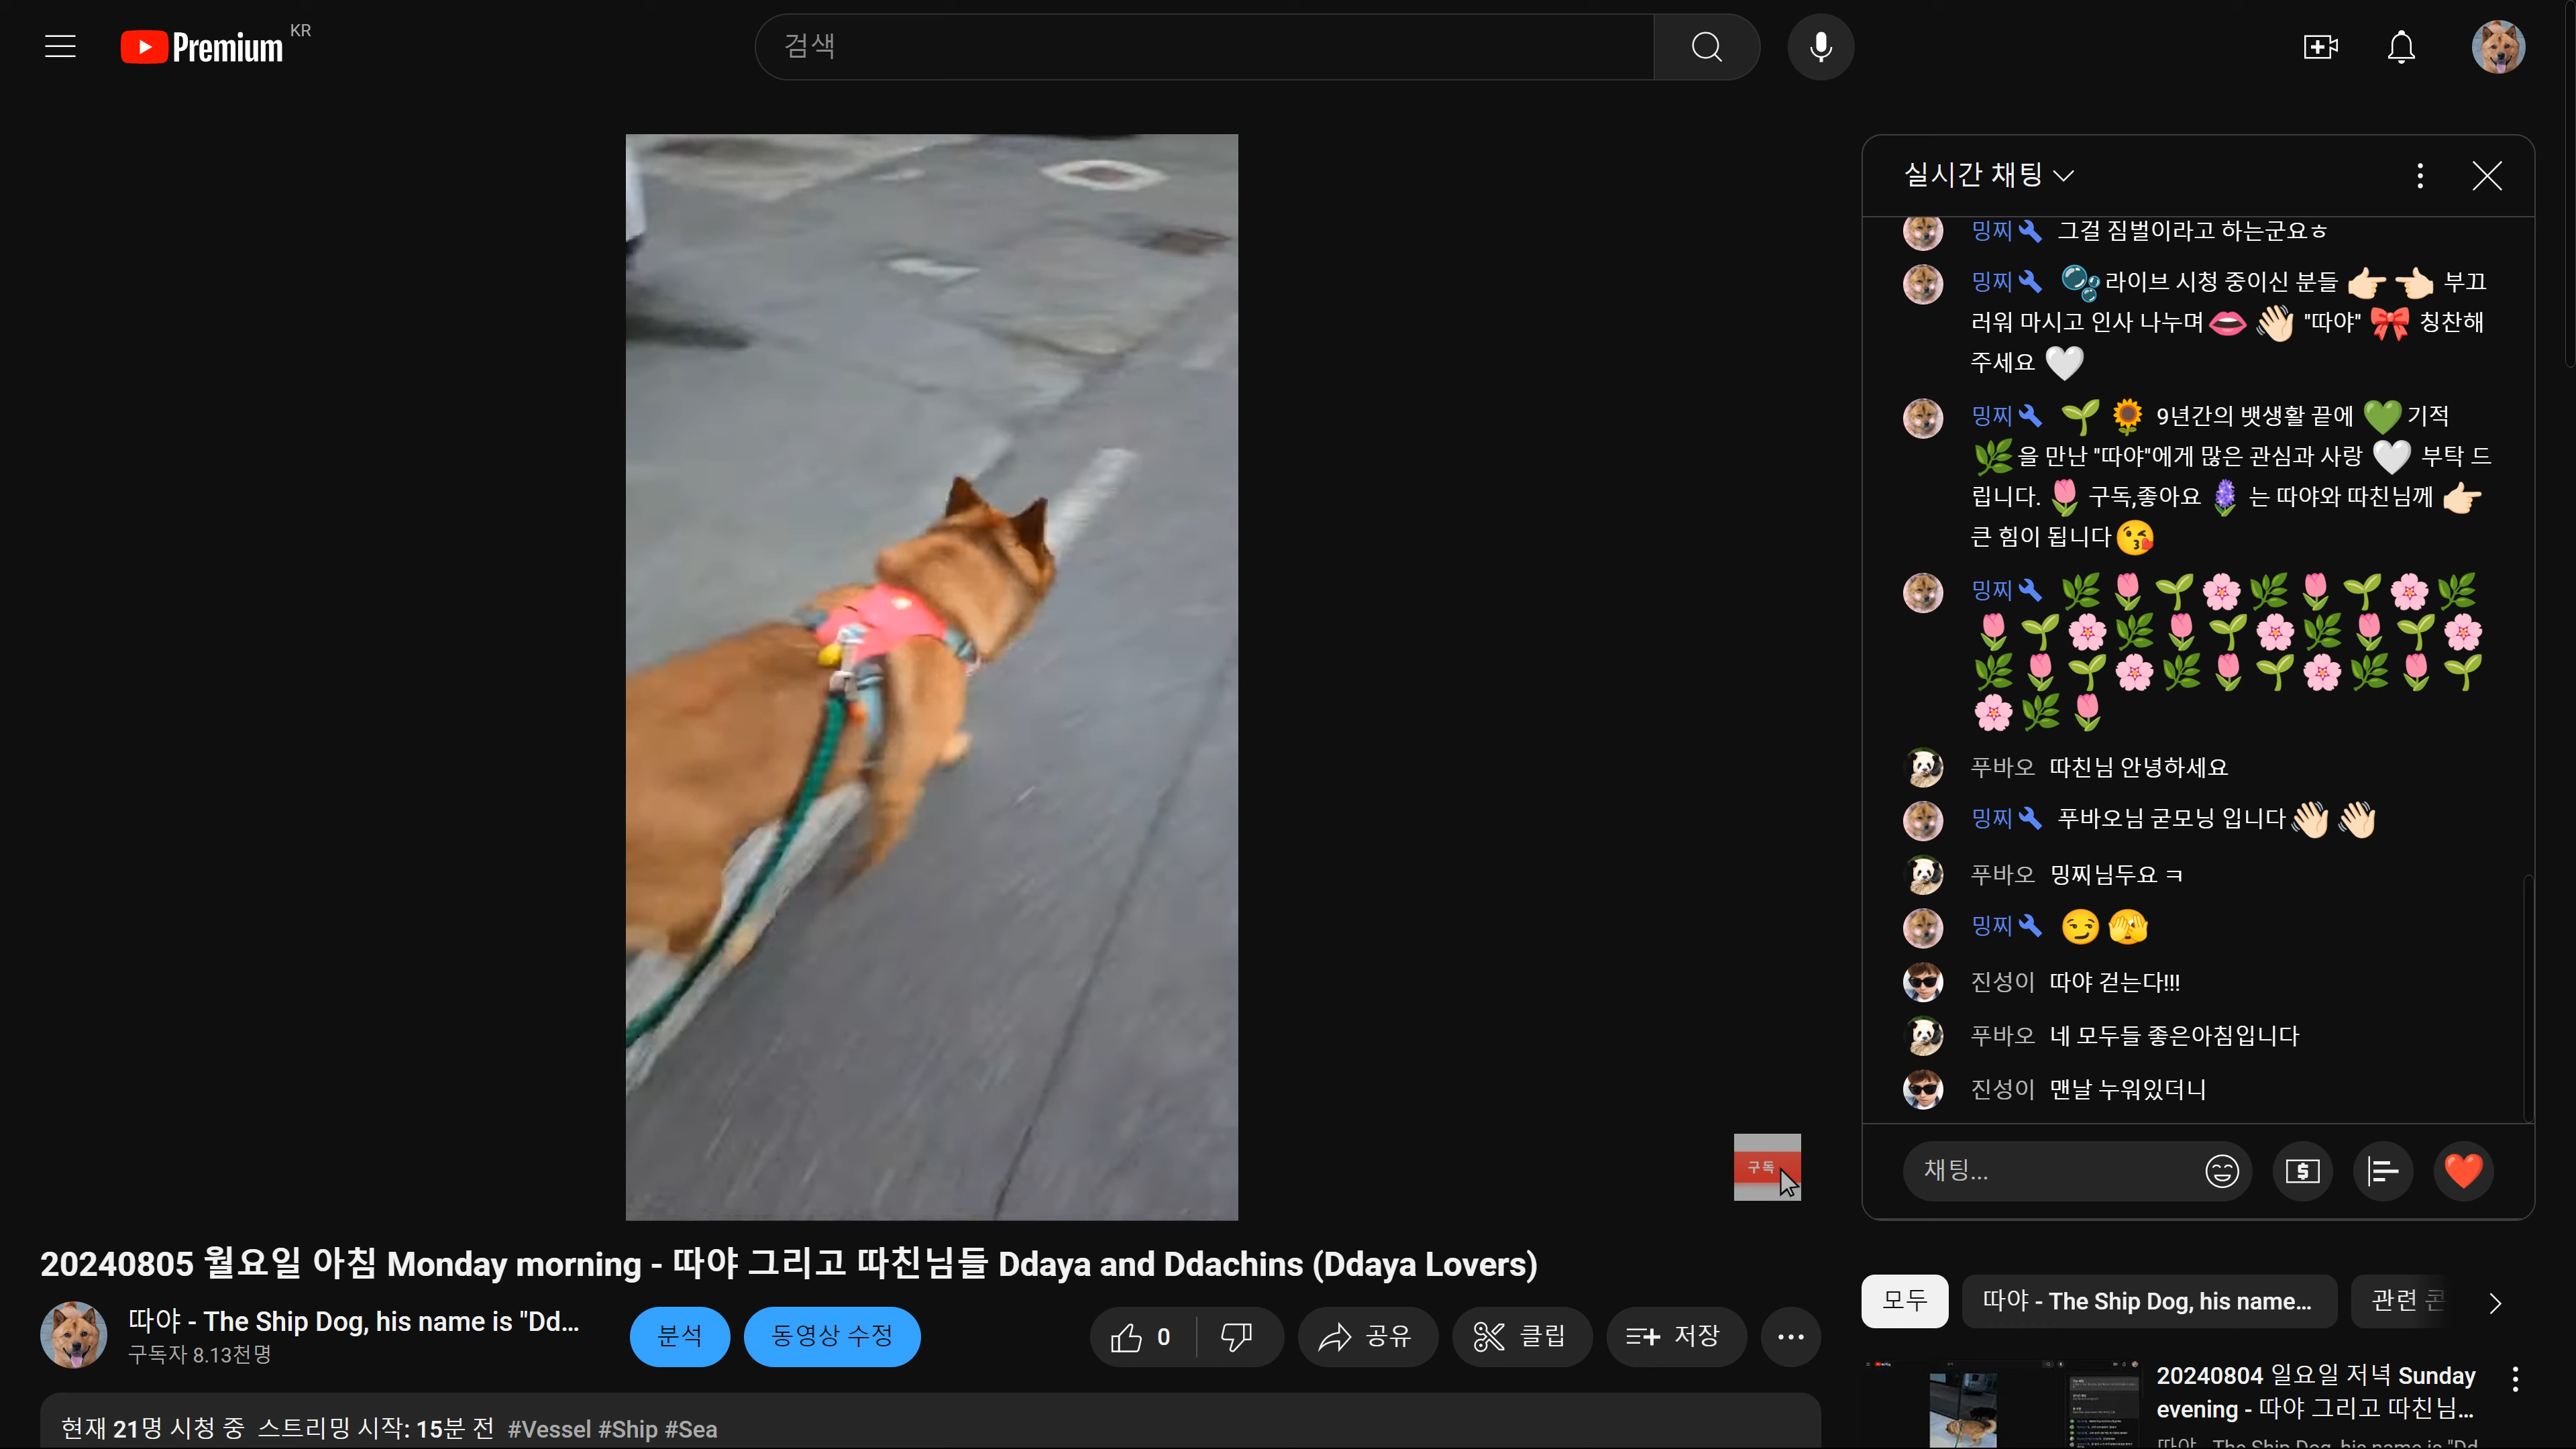 Premium KR
검색
실시간 채팅
밍찌 그걸 짐벌이라고 하는군요ㅎ
밍찌 🫧라이브 시청 중이신 분들 👉🏻👈🏻 부끄
러워 마시고 인사 나누며👄 👋🏻 "따야" 🎀 칭찬해
주세요 🤍
밍찌 🌱 🌻 9년간의 뱃생활 끝에 💚기적
🌿을 만난 "따야"에게 많은 관심과 사랑 🤍 부탁 드
립니다.🌷 구독,좋아요 🪻 는 따야와 따친님께 👉🏻
큰 힘이 됩니다😘
밍찌 🌿🌷🌱🌸🌿🌷🌱🌸🌿
🌷🌱🌸🌿🌷🌱🌸🌿🌷🌱🌸
🌿🌷🌱🌸🌿🌷🌱🌸🌿🌷🌱
🌸🌿🌷
푸바오 따친님 안녕하세요
밍찌 푸바오님 굳모닝 입니다👋🏻👋🏻
푸바오 밍찌님두요 ㅋ
밍찌 😏🫣
진성이 따야 걷는다!!!
푸바오 네 모두들 좋은아침입니다
진성이 맨날 누워있더니
채팅...
구독
20240805 월요일 아침 Monday morning - 따야 그리고 따친님들 Ddaya and Ddachins (Ddaya Lovers)
따야 - The Ship Dog, his name is "Dd...
구독자 8.13천명
분석
동영상 수정
0
공유
클립
저장
현재 21명 시청 중 스트리밍 시작: 15분 전 #Vessel #Ship #Sea
모두
따야 - The Ship Dog, his name...
관련
20240804 일요일 저녁 Sunday
evening - 따야 그리고 따친님...